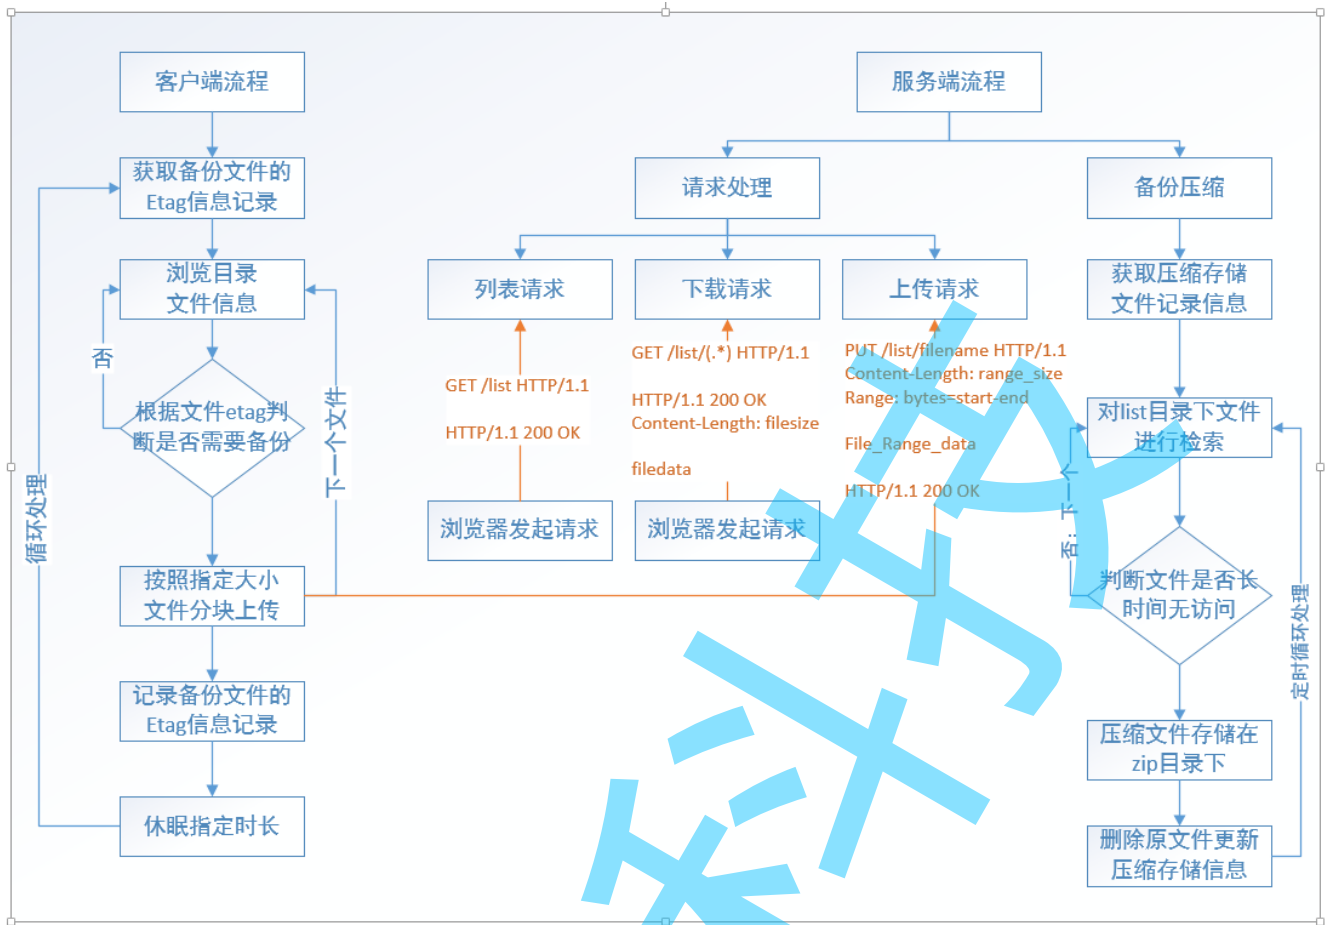 客户端流程
获取备份文件的
Etag信息记录
浏览目录
文件信息
否
根据文件etag判
断是否需要备份
下一个文件
循环处理
按照指定大小
文件分块上传
记录备份文件的
Etag信息记录
休眠指定时长
服务端流程
请求处理
列表请求
下载请求
上传请求
GET /list HTTP/1.1
HTTP/1.1 200 OK
浏览器发起请求
GET /list/(.*) HTTP/1.1
HTTP/1.1 200 OK
Content-Length: filesize
filedata
浏览器发起请求
PUT /list/filename HTTP/1.1
Content-Length: range_size
Range: bytes=start-end
File_Range_data
HTTP/1.1 200 OK
备份压缩
获取压缩存储
文件记录信息
对list目录下文件
进行检索
否：下一个
判断文件是否长
时间无访问
定时循环处理
压缩文件存储在
zip目录下
删除原文件更新
压缩存储信息
科技